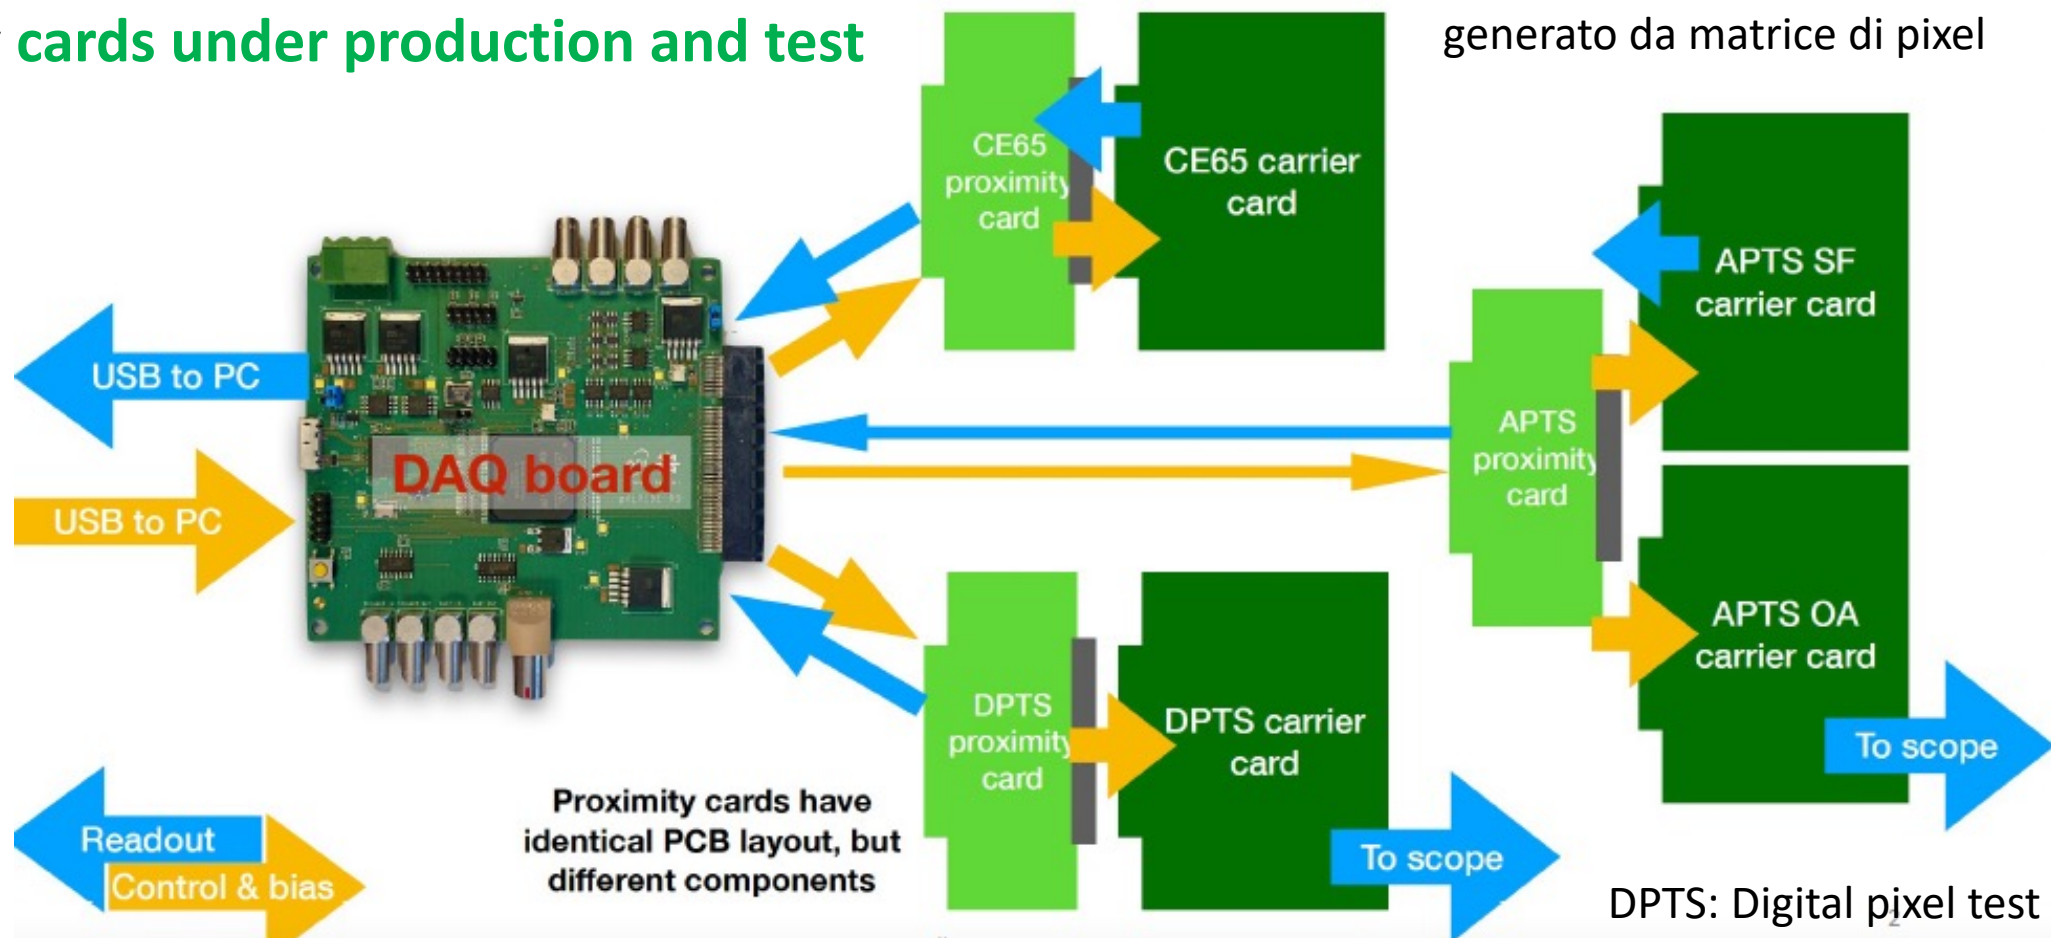 cards under production and test
generato da matrice di pixel
CE65
proximity
card
CE65 carrier
card
APTS SF
carrier card
USB to PC
DAQ board
USB to PC
APTS
proximity
card
APTS OA
carrier card
To scope
DPTS
proximity
card
DPTS carrier
card
To scope
Readout
Control & bias
Proximity cards have
identical PCB layout, but
different components
DPTS: Digital pixel test
2